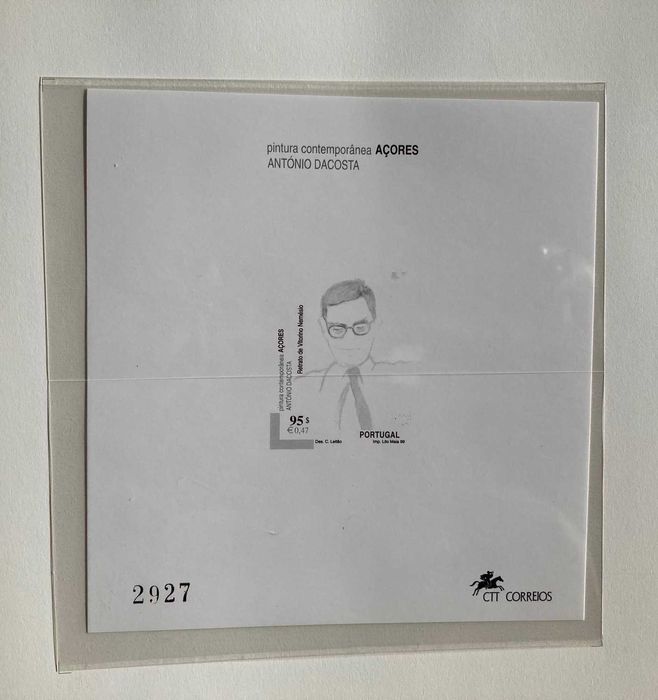 pintura contemporânea AÇORES
ANTÓNIO DACOSTA
pintura contemporânea AÇORES
ANTÓNIO DACOSTA
Retrato de Vitorino Nemésio
95$
€0,47
Des. C. Leitão
PORTUGAL
Imp. Lito Maia 99
2927
CTT CORREIOS